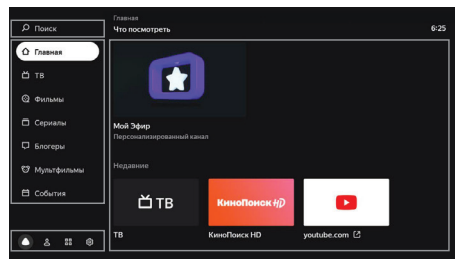 Поиск
Главная
Что посмотреть
6:25
Главная
ТВ
Фильмы
Сериалы
Блогеры
Мультфильмы
События
Мой Эфир
Персонализированный канал
Недавние
ТВ
КиноПоиск HD
ТВ
КиноПоиск HD
youtube.com